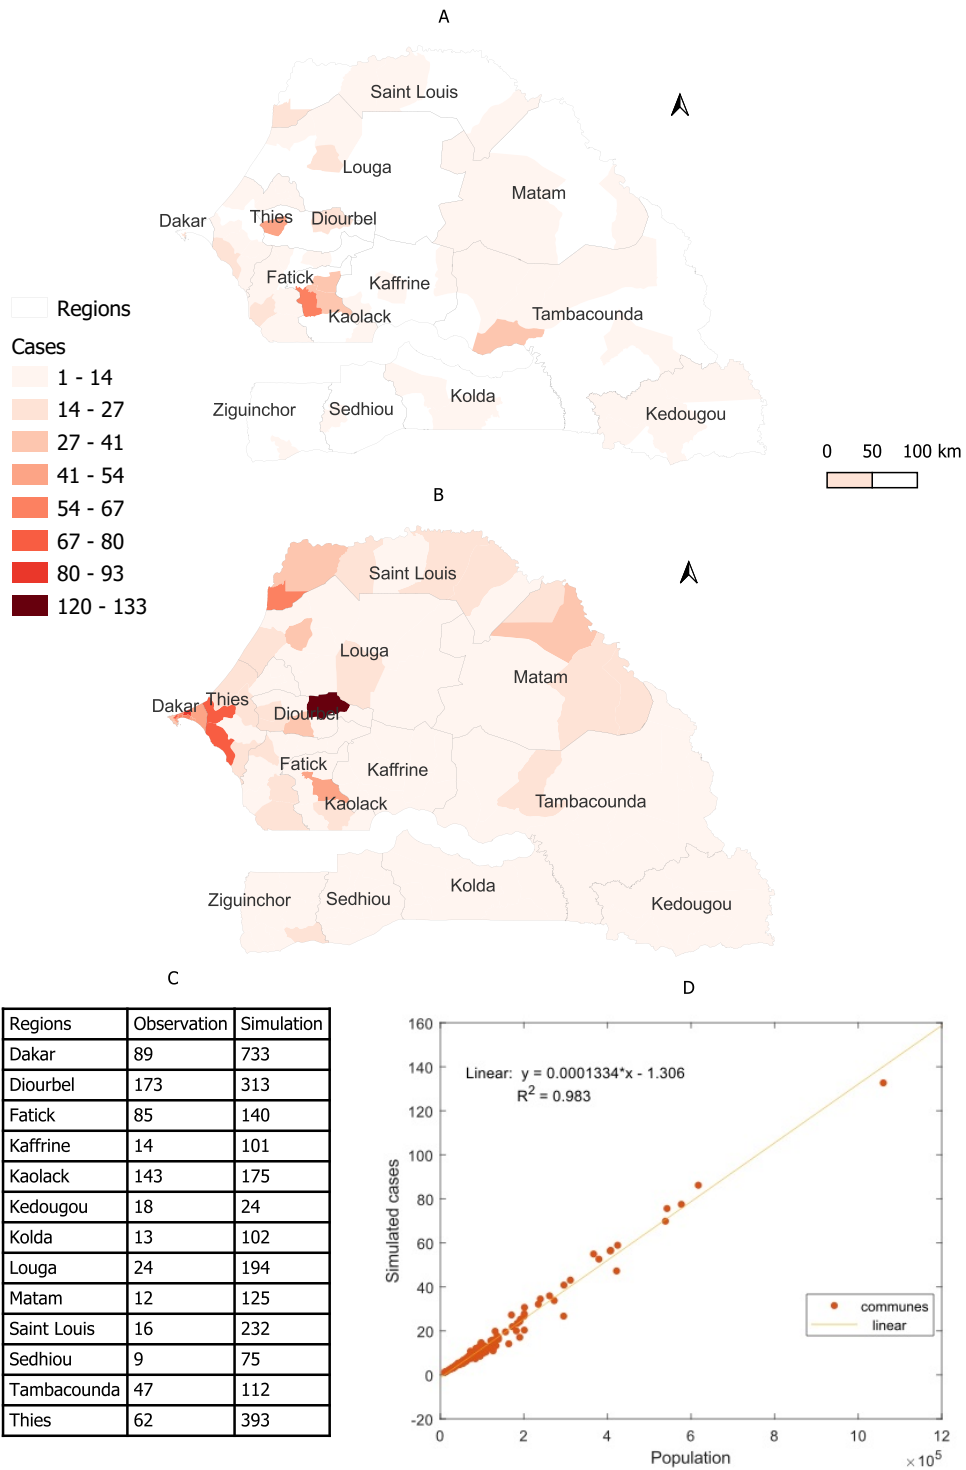 A
Saint Louis
Louga
Matam
Thies
Diourbel
Dakar
Fatick
Kaffrine
Regions
Kaolack
Tambacounda
Cases
1 - 14
14 - 27
27 - 41
41 - 54
54 - 67
67 - 80
80 - 93
120 - 133
Ziguinchor
Sedhiou
Kolda
Kedougou
0 50 100 km
B
Saint Louis
Louga
Matam
Thies
Dakar
Diourbel
Fatick
Kaffrine
Kaolack
Tambacounda
Kolda
Ziguinchor
Sedhiou
Kedougou
C
Regions Observation Simulation
Dakar 89 733
Diourbel 173 313
Fatick 85 140
Kaffrine 14 101
Kaolack 143 175
Kedougou 18 24
Kolda 13 102
Louga 24 194
Matam 12 125
Saint Louis 16 232
Sedhiou 9 75
Tambacounda 47 112
Thies 62 393
D
160
140
120
100
80
60
40
20
0
-20
Simulated cases
Linear: y = 0.0001334*x - 1.306
R² = 0.983
communes
linear
0 2 4 6 8 10 12
Population
×10⁵